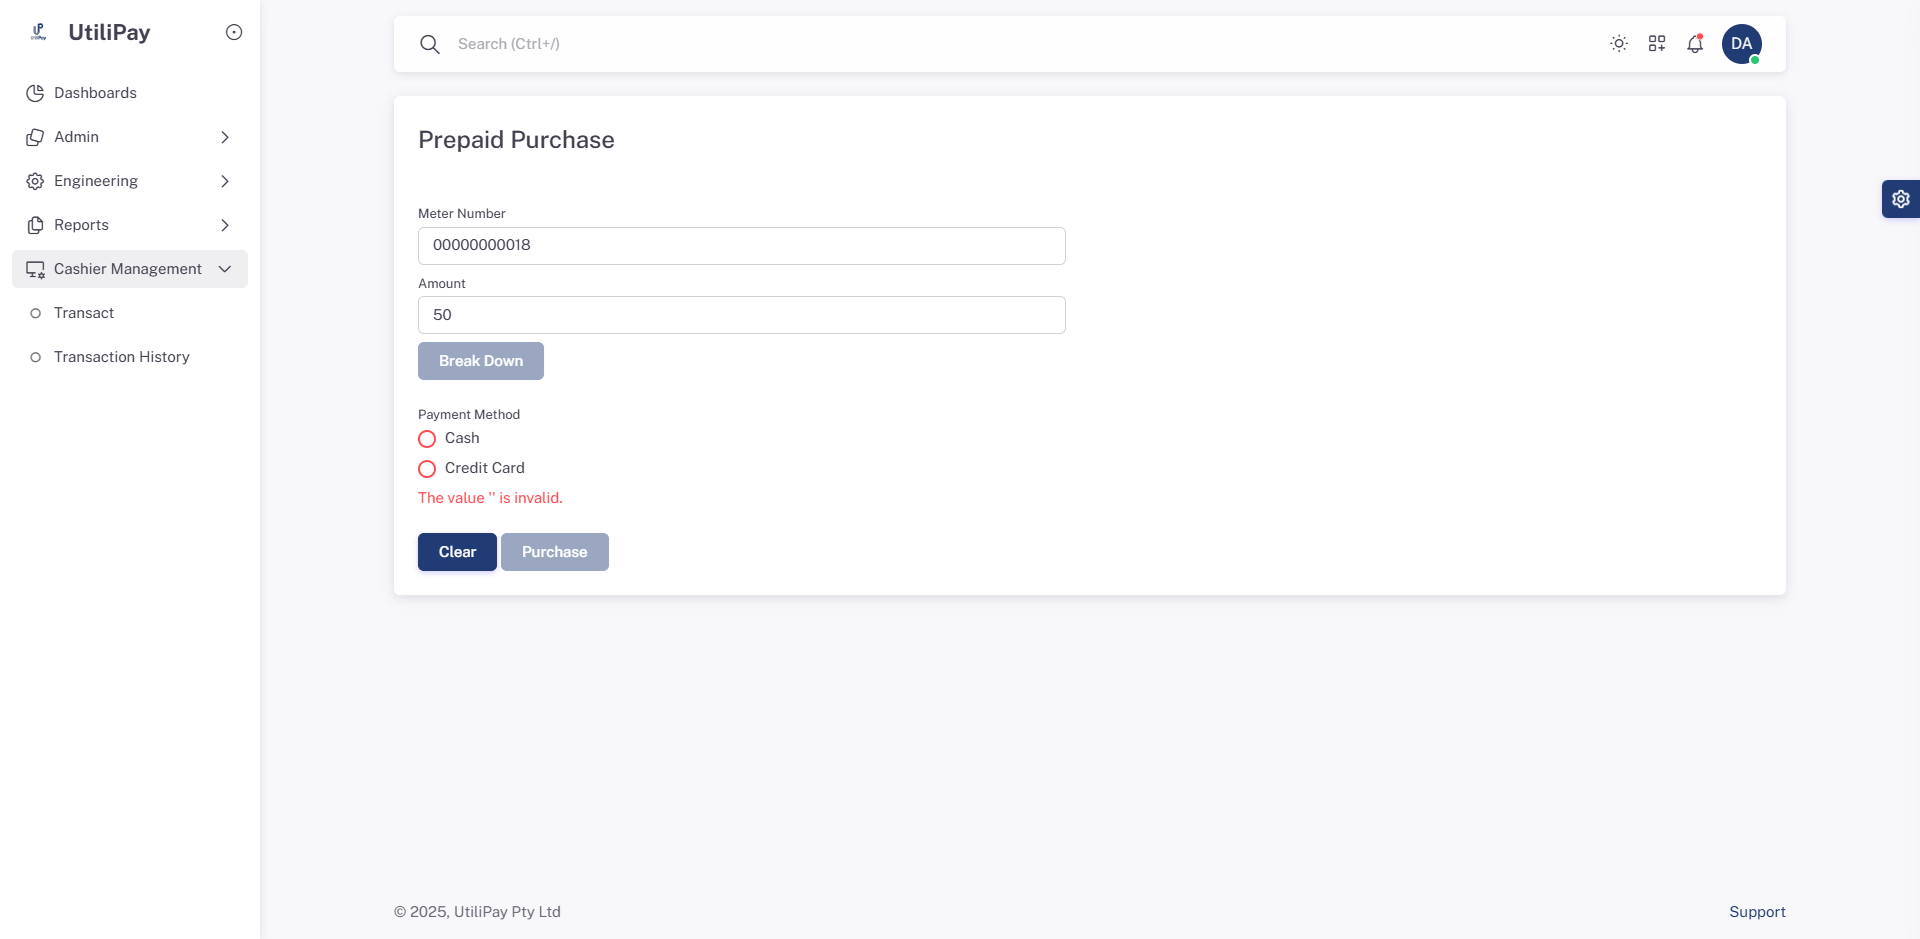 UtiliPay
Dashboards
Admin
Engineering
Reports
Cashier Management
Transact
Transaction History
Search (Ctrl+/)
DA
Prepaid Purchase
Meter Number
00000000018
Amount
50
Break Down
Payment Method
Cash
Credit Card
The value '' is invalid.
Clear Purchase
© 2025, UtiliPay Pty Ltd
Support